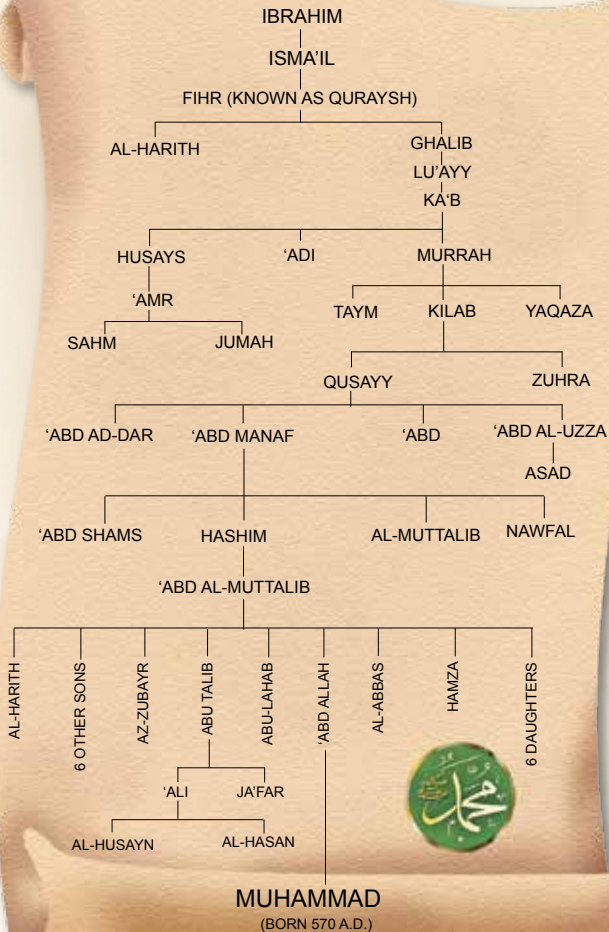 IBRAHIM
ISMA'IL
FIHR (KNOWN AS QURAYSH)
AL-HARITH
GHALIB
LU'AYY
KA'B
HUSAYS
'ADI
MURRAH
'AMR
TAYM
KILAB
YAQAZA
SAHM
JUMAH
QUSAYY
ZUHRA
'ABD AD-DAR
'ABD MANAF
'ABD
'ABD AL-UZZA
ASAD
'ABD SHAMS
HASHIM
AL-MUTTALIB
NAWFAL
'ABD AL-MUTTALIB
AL-HARITH
6 OTHER SONS
AZ-ZUBAYR
ABU TALIB
ABU-LAHAB
'ABD ALLAH
AL-ABBAS
HAMZA
6 DAUGHTERS
'ALI
JA'FAR
AL-HUSAYN
AL-HASAN
محمد
MUHAMMAD
(BORN 570 A.D.)